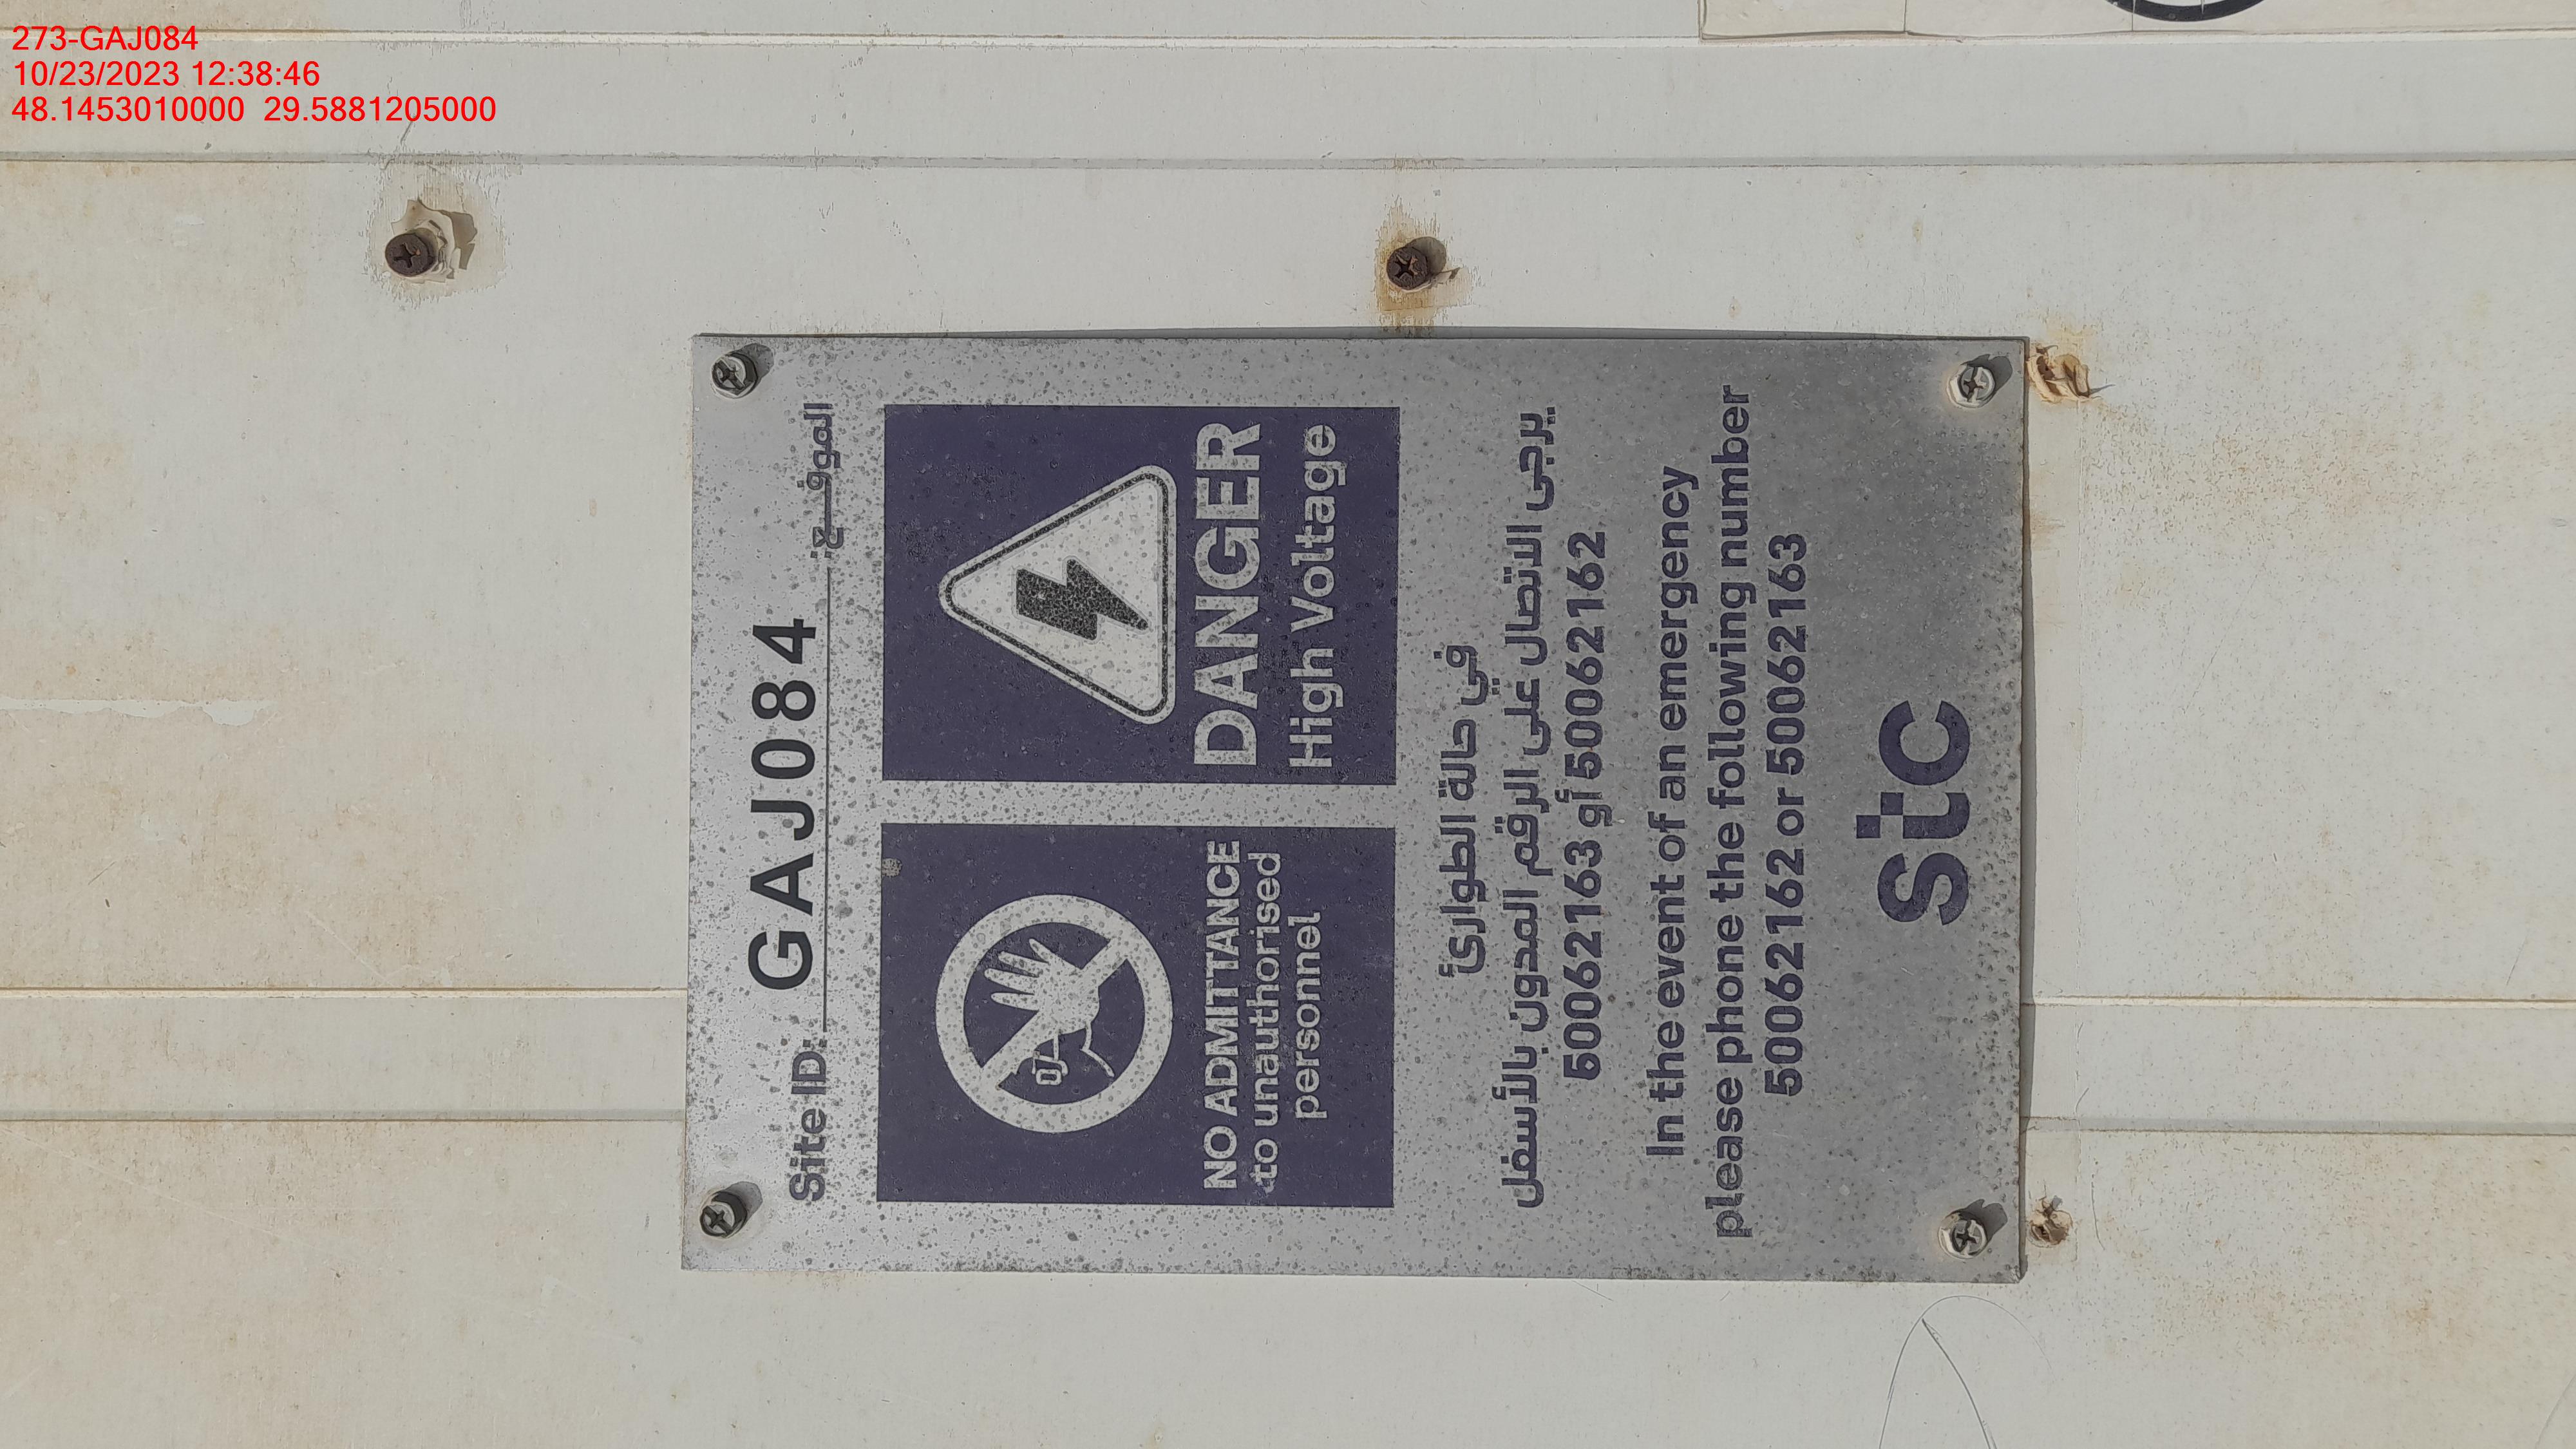 273-GAJ084
10/23/2023 12:38:46
48.1453010000 29.5881205000
Site ID: GAJ084 الموقـــع:
NO ADMITTANCE
to unauthorised
personnel
DANGER
High Voltage
في حالة الطوارئ
يرجى الاتصال على الرقم المدون بالأسفل
50062163 أو 50062162
In the event of an emergency
please phone the following number
50062162 or 50062163
stc